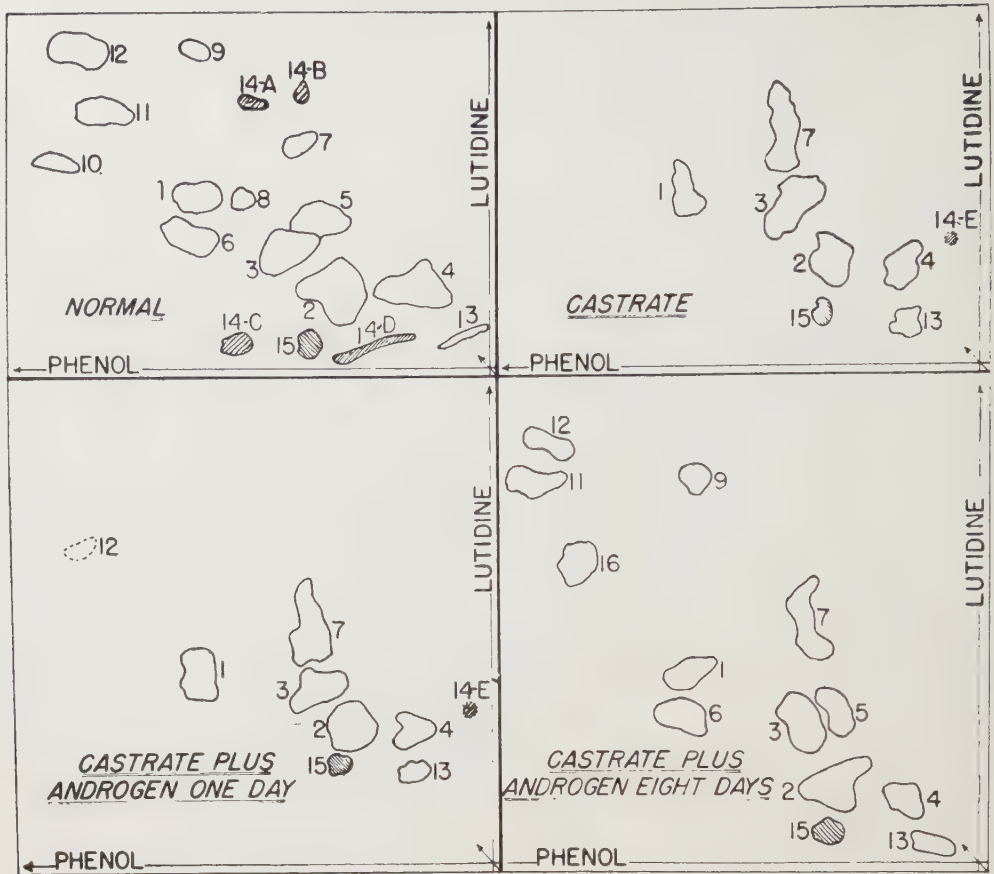 12
9
14-A
14-B
11
7
10.
1
8
5
6
3
4
2
NORMAL
14-C
15
14-D
13
PHENOL
LUTIDINE
7
1
3
14-E
2
4
CASTRATE
15
13
PHENOL
LUTIDINE
12
7
1
3
14-E
2
4
15
13
CASTRATE PLUS
ANDROGEN ONE DAY
PHENOL
LUTIDINE
12
11
9
16
7
1
6
3
5
CASTRATE PLUS
ANDROGEN EIGHT DAYS
2
4
15
13
PHENOL
LUTIDINE